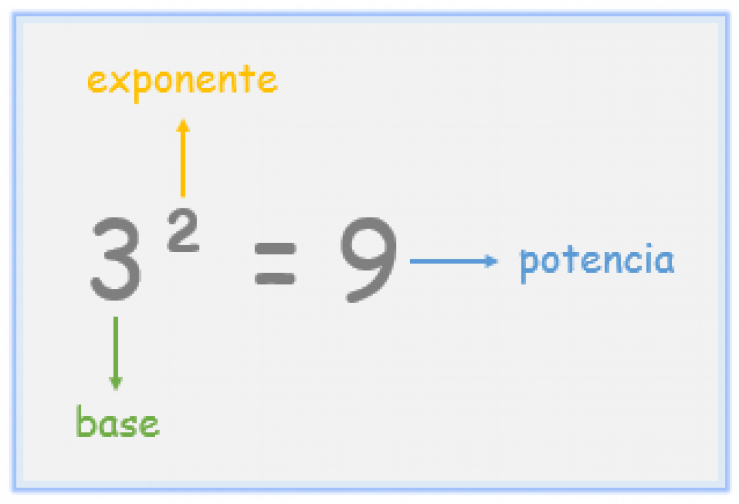 exponente
3² = 9 → potencia
base